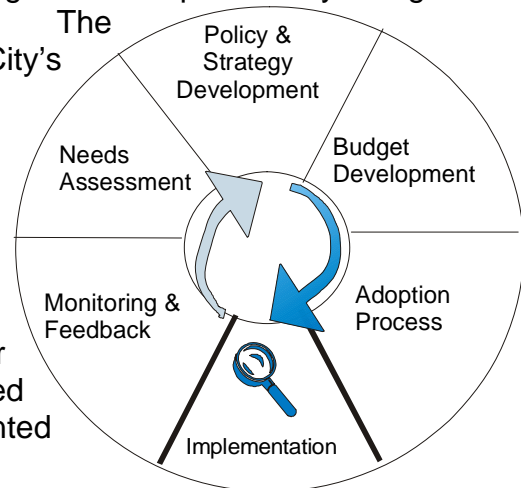 The
City's
Policy &
Strategy
Development
Budget
Development
Adoption
Process
Implementation
Monitoring &
Feedback
Needs
Assessment